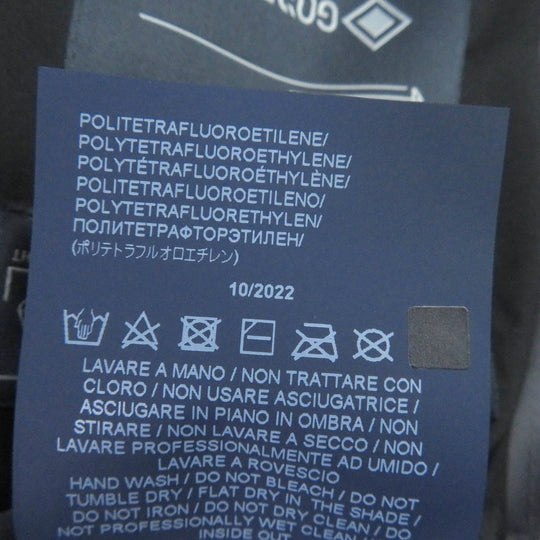 POLITETRAFLUOROETILENE/
POLYTETRAFLUOROETHYLENE/
POLYTÉTRAFLUOROÉTHYLÈNE/
POLITETRAFLUOROETILENO/
POLYTETRAFLUORETHYLEN/
ПОЛИТЕТРАФТОРЭТИЛЕН/
(ポリテトラフルオロエチレン)
10/2022
LAVARE A MANO / NON TRATTARE CON
CLORO / NON USARE ASCIUGATRICE /
ASCIUGARE IN PIANO IN OMBRA / NON
STIRARE / NON LAVARE A SECCO / NON
LAVARE PROFESSIONALMENTE AD UMIDO /
LAVARE A ROVESCIO
HAND WASH / DO NOT BLEACH / DO NOT
TUMBLE DRY / FLAT DRY IN THE SHADE /
DO NOT IRON / DO NOT DRY CLEAN / DO
NOT PROFESSIONALLY WET CLEAN /
INSIDE OUT